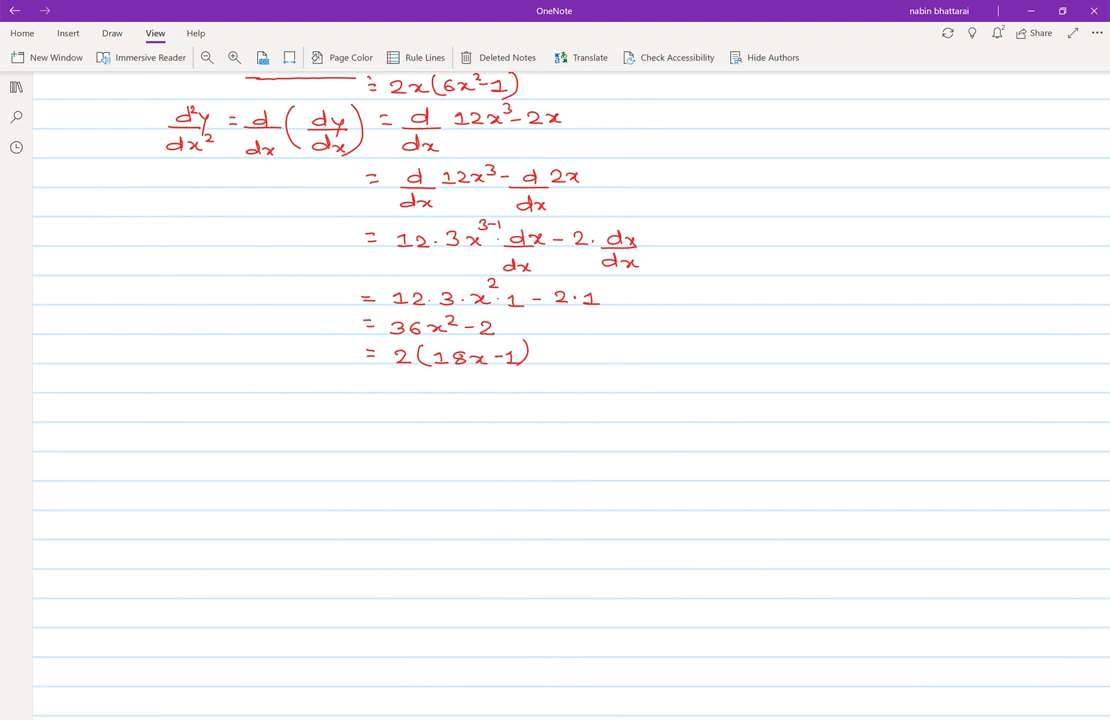 OneNote
nabin bhattarai
Home Insert Draw View Help
2 Share
New Window Immersive Reader Page Color Rule Lines Deleted Notes Translate Check Accessibility Hide Authors
= 2x(6x²-1)
d²y/dx² = d/dx (dy/dx) = d/dx 12x³-2x
= d/dx 12x³ - d/dx 2x
= 12·3x³⁻¹·dx/dx - 2·dx/dx
= 12·3·x²·1 - 2·1
= 36x² - 2
= 2(18x-1)